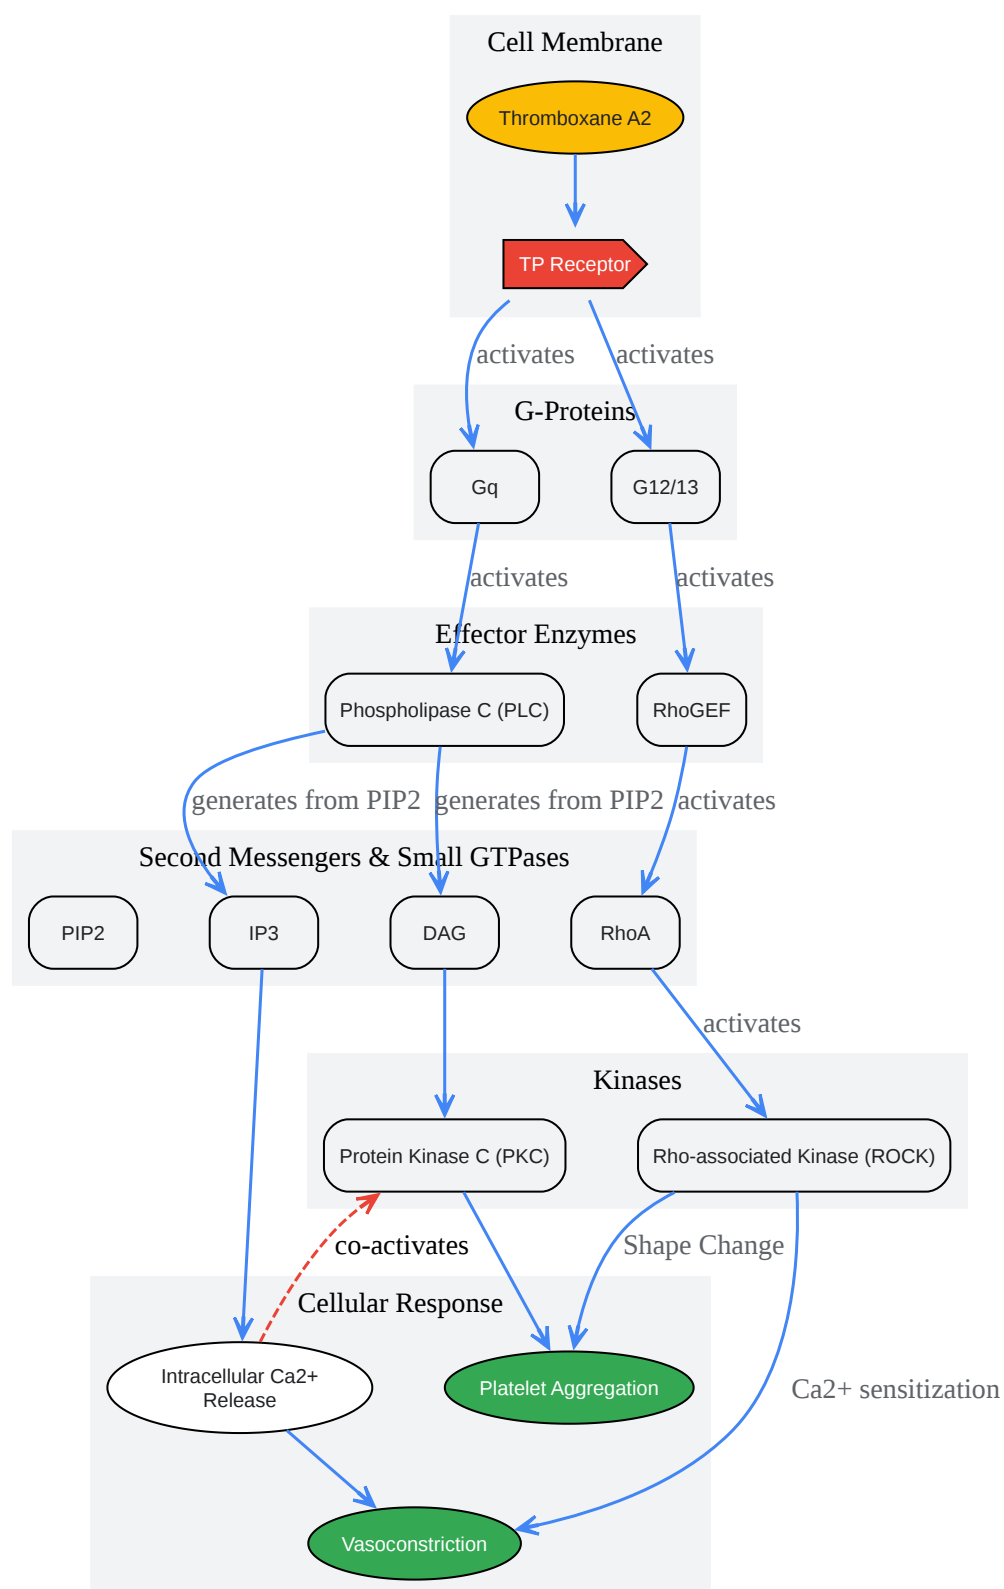 Cell Membrane
Thromboxane A2
TP Receptor
activates
activates
G-Proteins
Gq
G12/13
activates
activates
Effector Enzymes
Phospholipase C (PLC)
RhoGEF
generates from PIP2
generates from PIP2
activates
Second Messengers & Small GTPases
PIP2
IP3
DAG
RhoA
activates
Kinases
Protein Kinase C (PKC)
Rho-associated Kinase (ROCK)
co-activates
Shape Change
Cellular Response
Intracellular Ca2+
Release
Platelet Aggregation
Ca2+ sensitization
Vasoconstriction